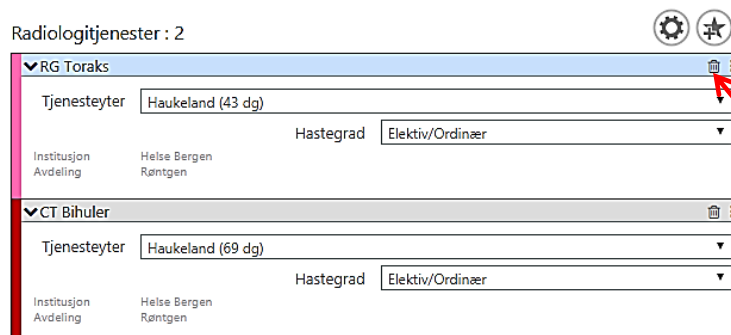 Radiologitjenester : 2
RG Toraks
Tjenesteyter Haukeland (43 dg)
Hastegrad Elektiv/Ordinær
Institusjon Helse Bergen
Avdeling Røntgen
CT Bihuler
Tjenesteyter Haukeland (69 dg)
Hastegrad Elektiv/Ordinær
Institusjon Helse Bergen
Avdeling Røntgen